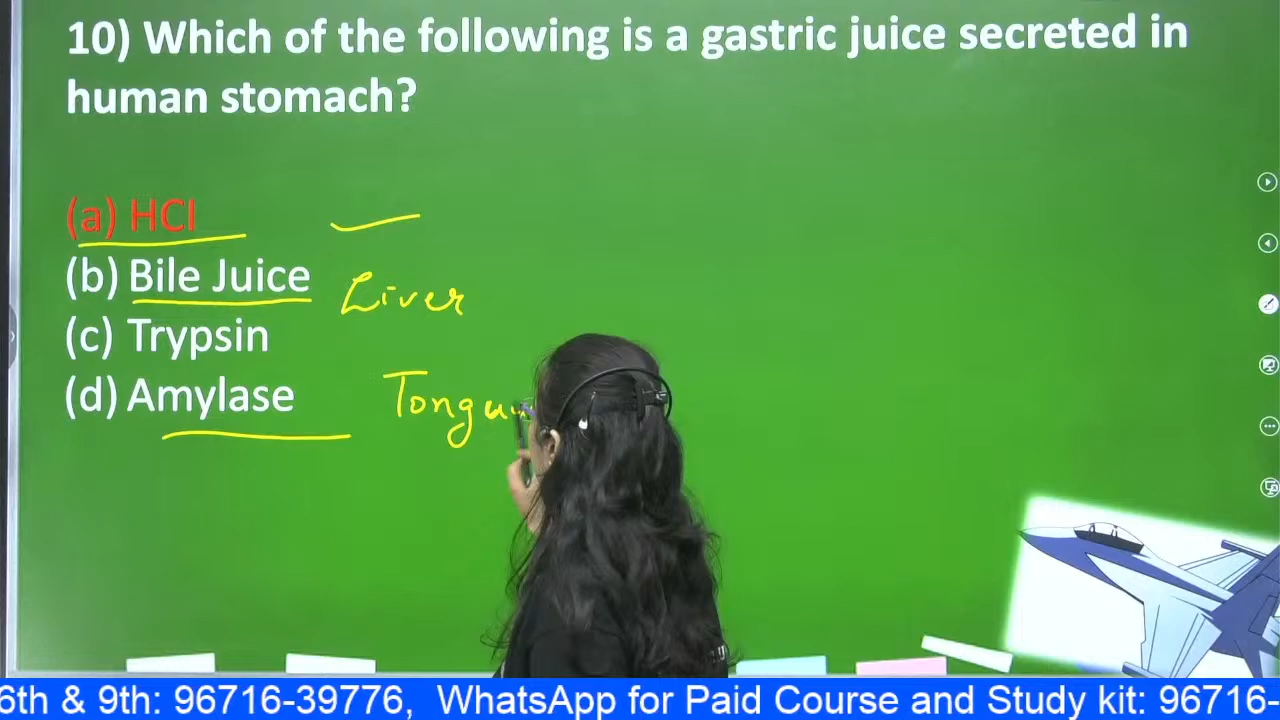 10) Which of the following is a gastric juice secreted in
human stomach?
(a) HCl
(b) Bile Juice
Liver
(c) Trypsin
(d) Amylase
6th & 9th: 96716-39776, WhatsApp for Paid Course and Study kit: 96716-